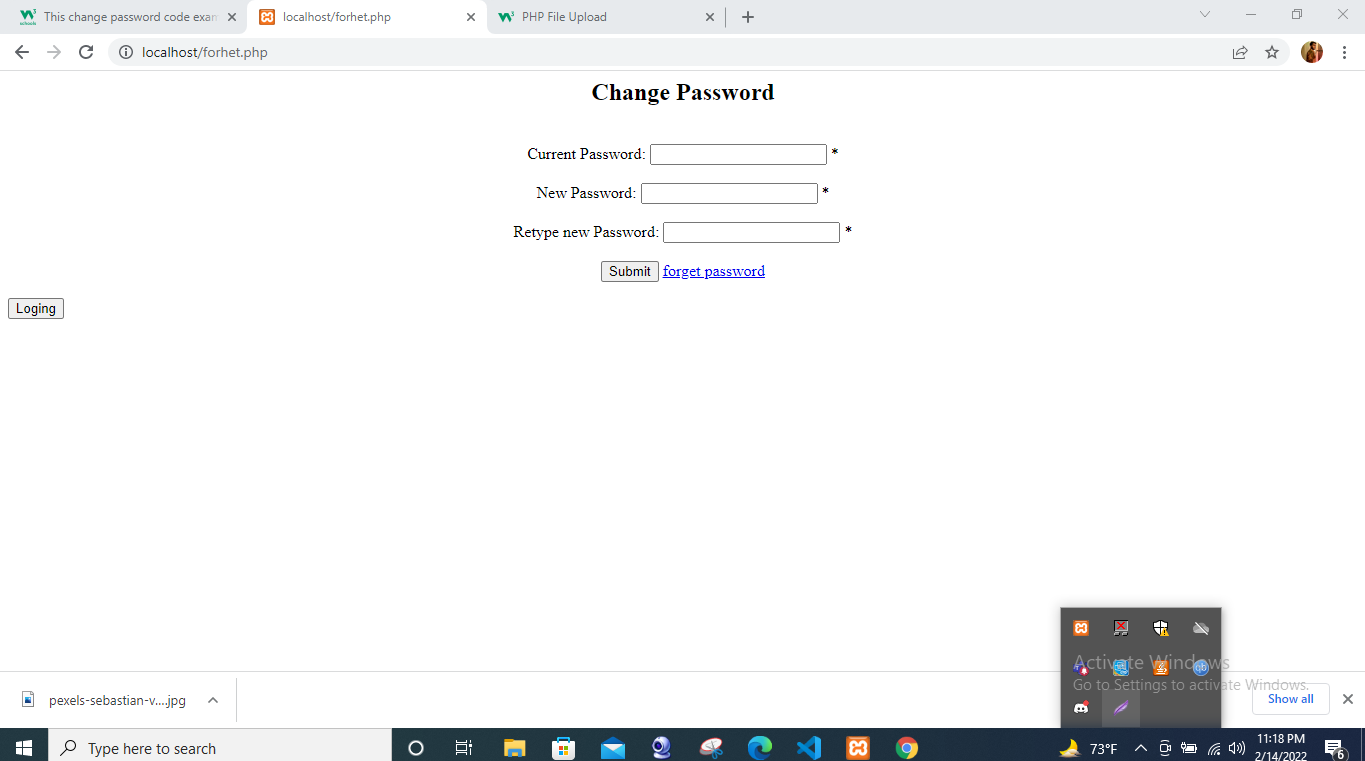 This change password code exam
localhost/forhet.php
PHP File Upload
localhost/forhet.php
Change Password
Current Password: *
New Password: *
Retype new Password: *
Submit forget password
Loging
Activate Windows
Go to Settings to activate Windows.
pexels-sebastian-v....jpg
Show all
Type here to search
73°F
11:18 PM
2/14/2022
6